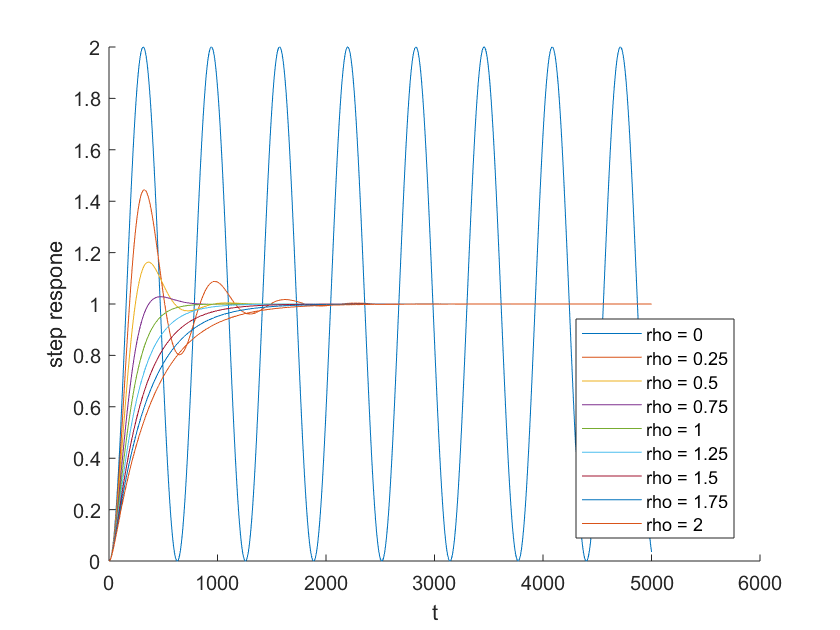 2
1.8
1.6
1.4
1.2
1
0.8
0.6
0.4
0.2
0
step respone
0 1000 2000 3000 4000 5000 6000
t
rho = 0
rho = 0.25
rho = 0.5
rho = 0.75
rho = 1
rho = 1.25
rho = 1.5
rho = 1.75
rho = 2